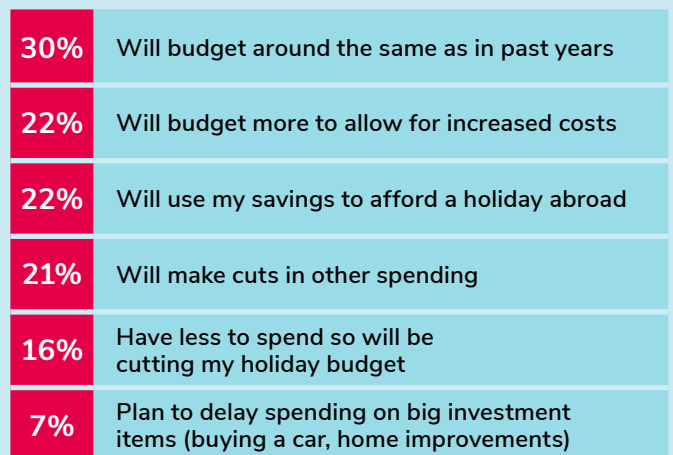 30% Will budget around the same as in past years
22% Will budget more to allow for increased costs
22% Will use my savings to afford a holiday abroad
21% Will make cuts in other spending
16% Have less to spend so will be
cutting my holiday budget
7% Plan to delay spending on big investment
items (buying a car, home improvements)